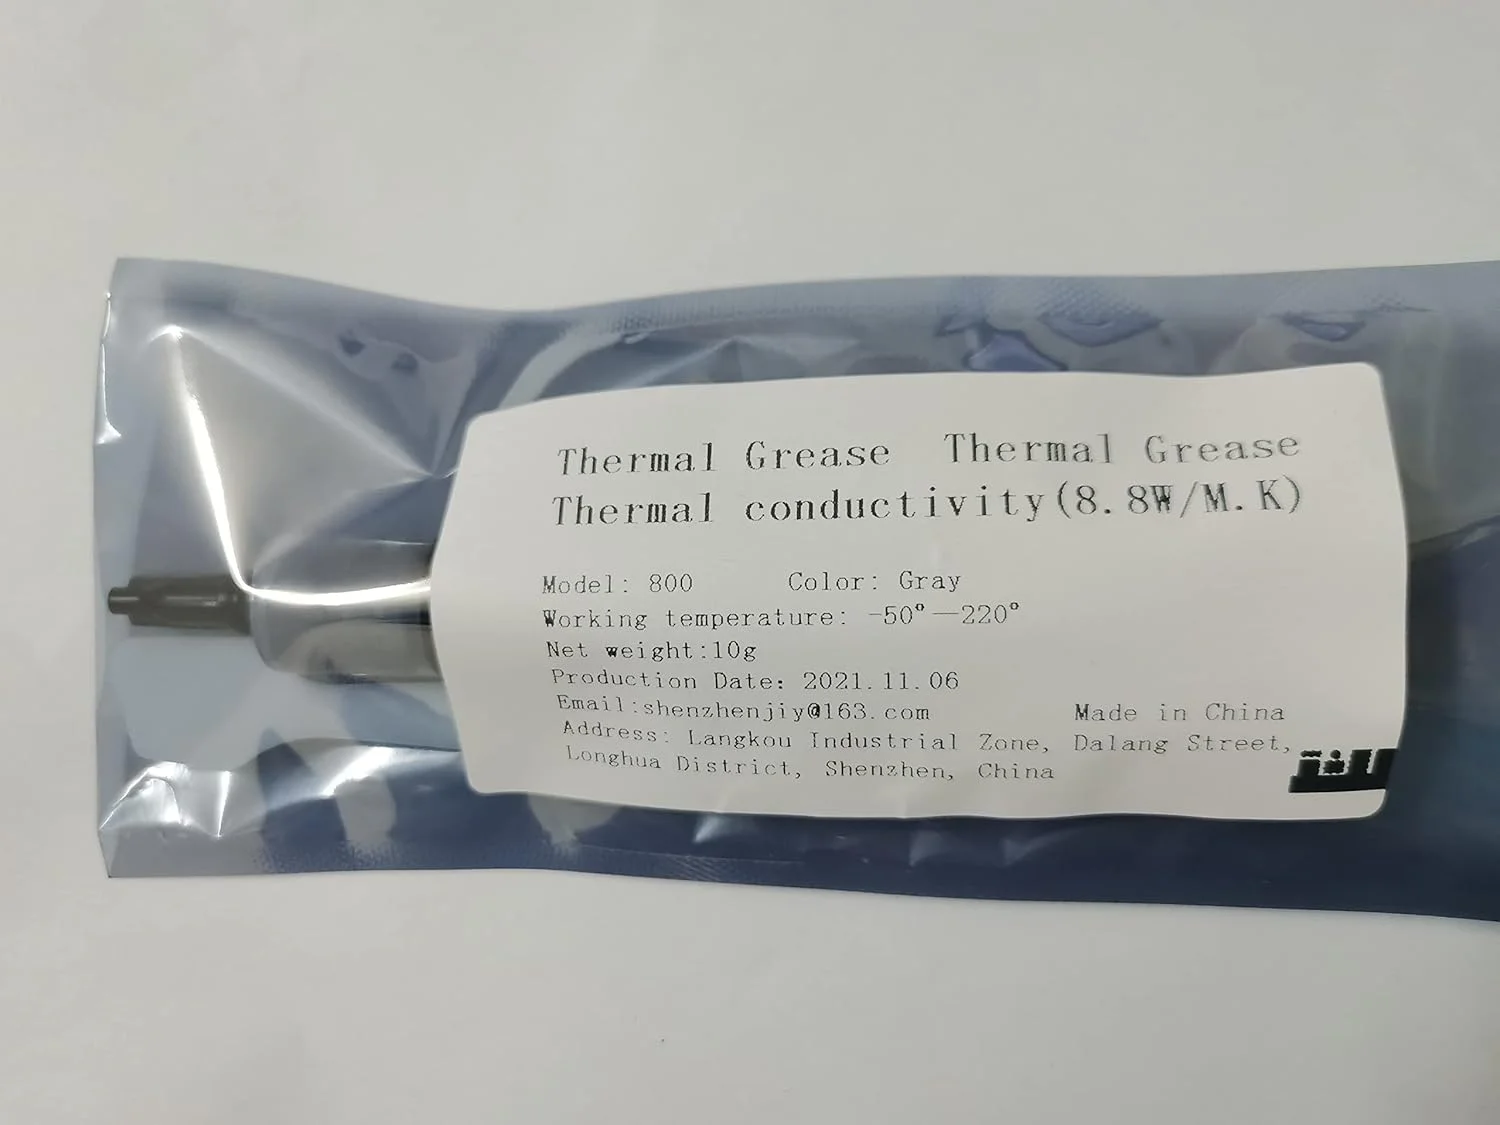 Thermal Grease Thermal Grease
Thermal conductivity(8.8W/M.K)
Model: 800 Color: Gray
Working temperature: -50°—220°
Net weight:10g
Production Date: 2021.11.06
Email:shenzhenjiy@163.com Made in China
Address: Langkou Industrial Zone, Dalang Street,
Longhua District, Shenzhen, China